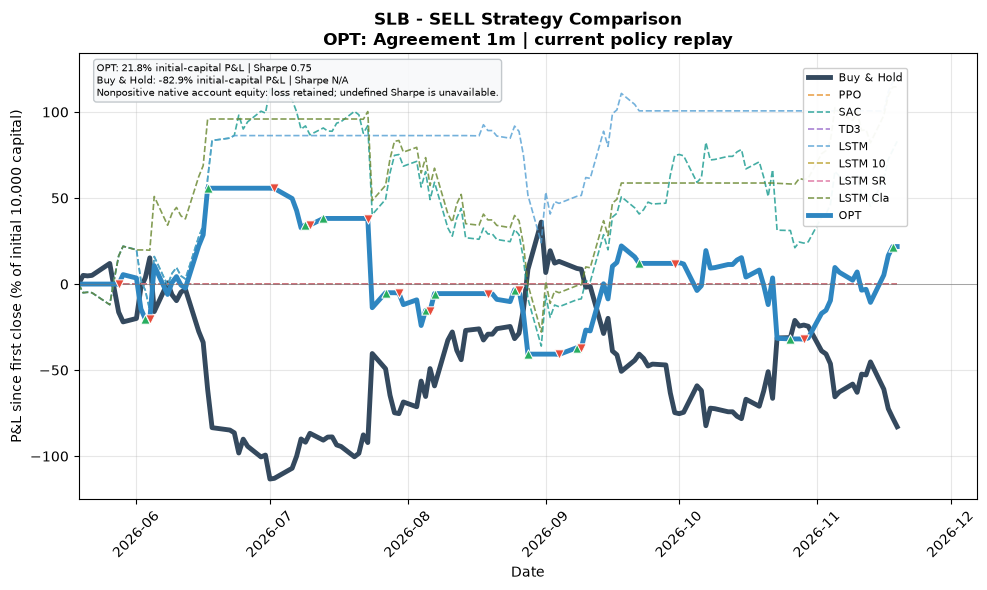 SLB - SELL Strategy Comparison
OPT: Agreement 1m | current policy replay
OPT: 21.8% initial-capital P&L | Sharpe 0.75
Buy & Hold: -82.9% initial-capital P&L | Sharpe N/A
Nonpositive native account equity: loss retained; undefined Sharpe is unavailable.
Buy & Hold
PPO
SAC
TD3
LSTM
LSTM 10
LSTM SR
LSTM Cla
OPT
P&L since first close (% of initial 10,000 capital)
100
50
0
−50
−100
2026-06
2026-07
2026-08
2026-09
2026-10
2026-11
2026-12
Date